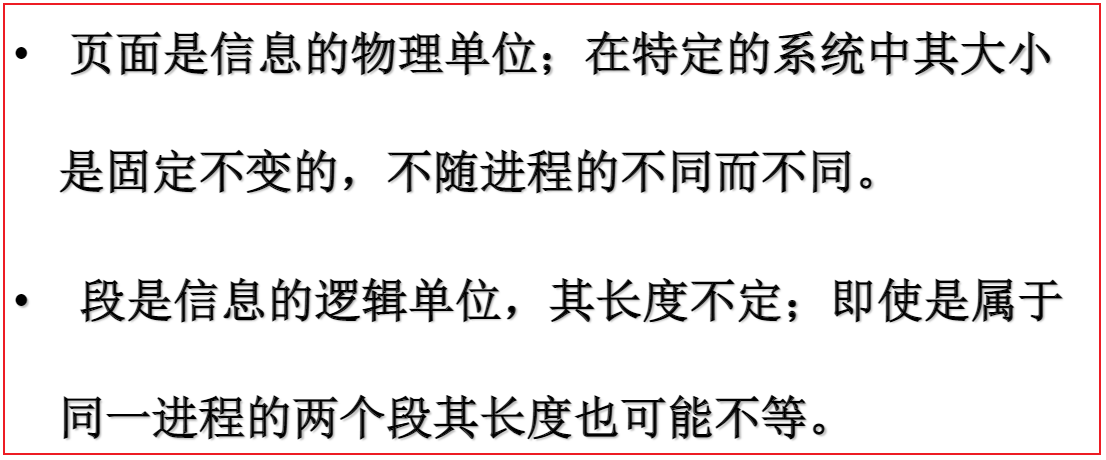 • 页面是信息的物理单位；在特定的系统中其大小
是固定不变的，不随进程的不同而不同。
• 段是信息的逻辑单位，其长度不定；即使是属于
同一进程的两个段其长度也可能不等。